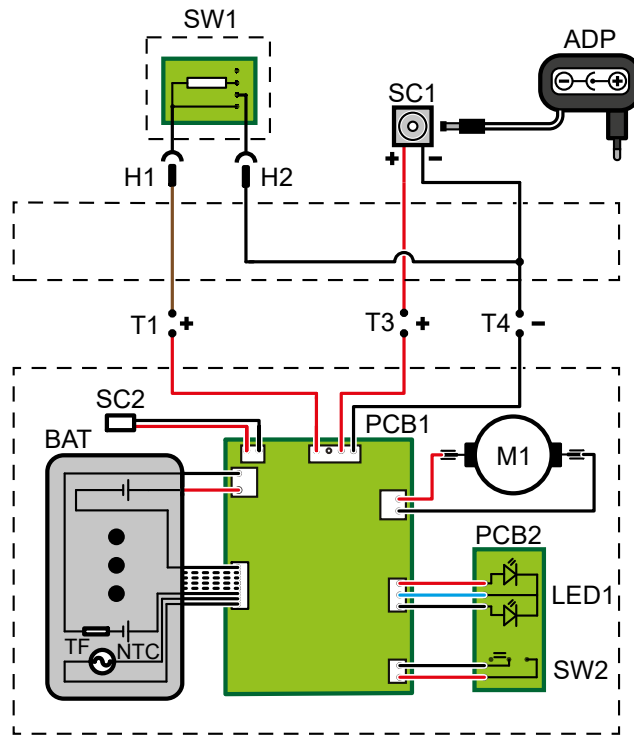 SW1
ADP
SC1
+ −
H1 H2
T1 + T3 + T4 −
SC2
PCB1
BAT
M1
PCB2
LED1
TF NTC
SW2